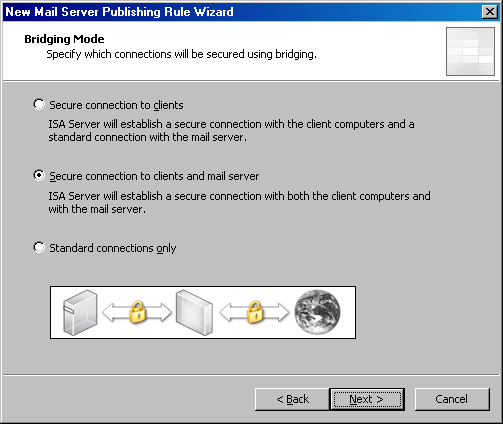 New Mail Server Publishing Rule Wizard
Bridging Mode
Specify which connections will be secured using bridging.
Secure connection to clients
ISA Server will establish a secure connection with the client computers and a
standard connection with the mail server.
Secure connection to clients and mail server
ISA Server will establish a secure connection with both the client computers and
with the mail server.
Standard connections only
< Back
Next >
Cancel